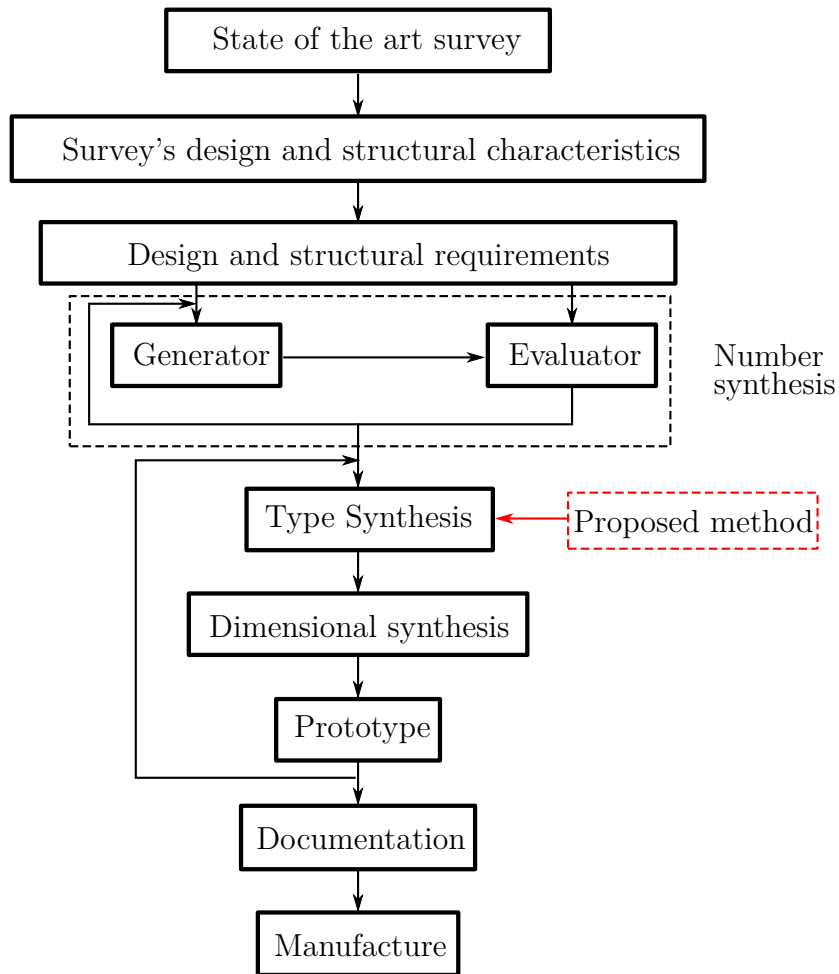 State of the art survey
Survey's design and structural characteristics
Design and structural requirements
Generator
Evaluator
Number
synthesis
Type Synthesis
Proposed method
Dimensional synthesis
Prototype
Documentation
Manufacture